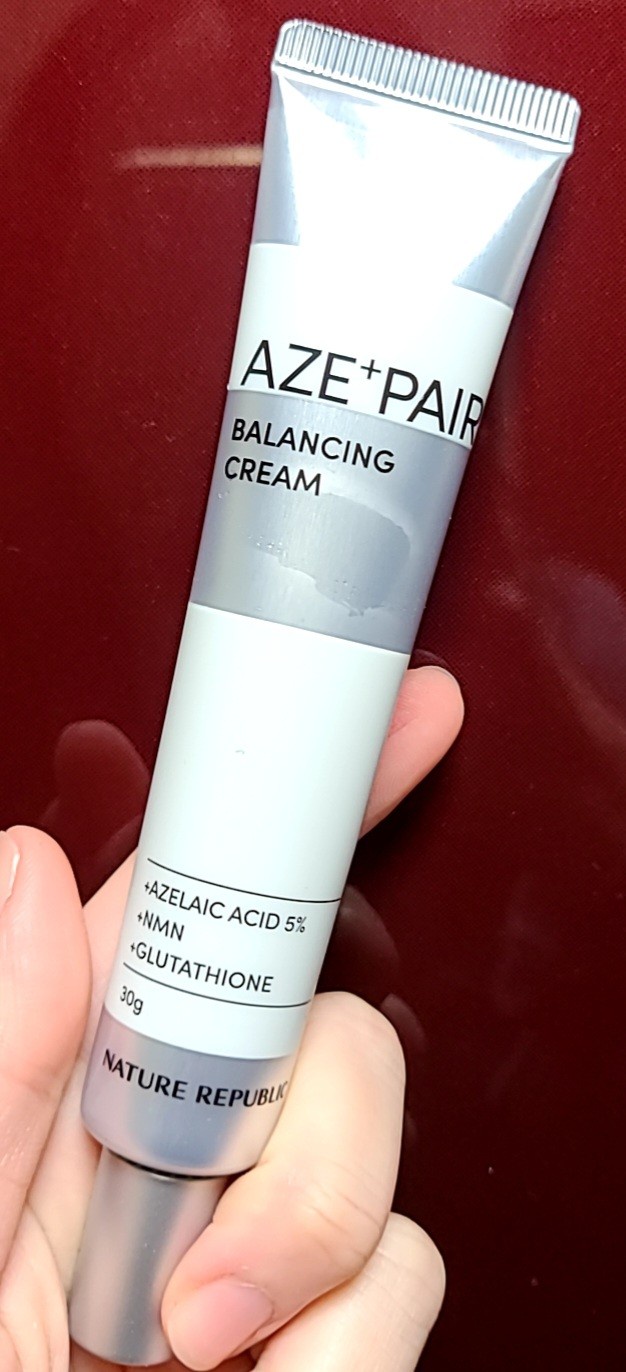 AZE⁺PAIR
BALANCING
CREAM
+AZELAIC ACID 5%
+NMN
+GLUTATHIONE
30g
NATURE REPUBLIC